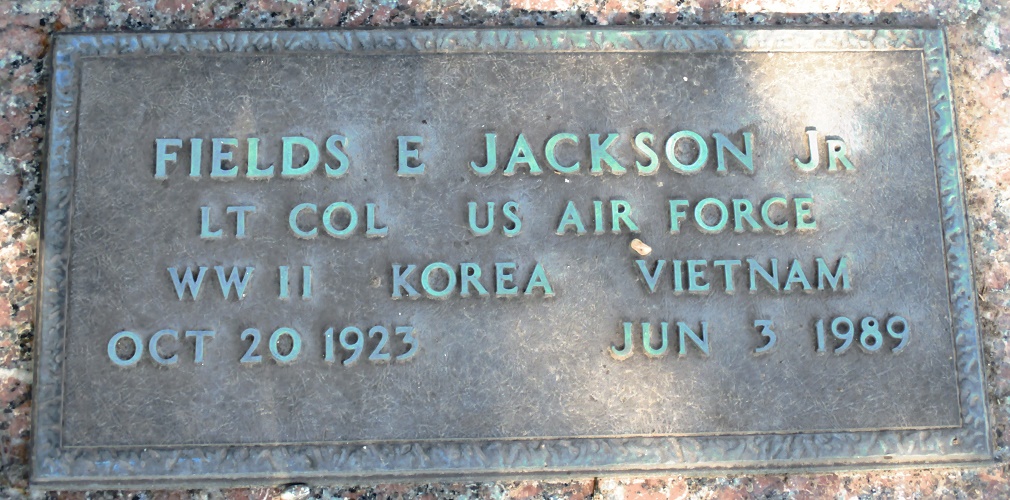 FIELDS E JACKSON JR
LT COL US AIR FORCE
WW II KOREA VIETNAM
OCT 20 1923 JUN 3 1989